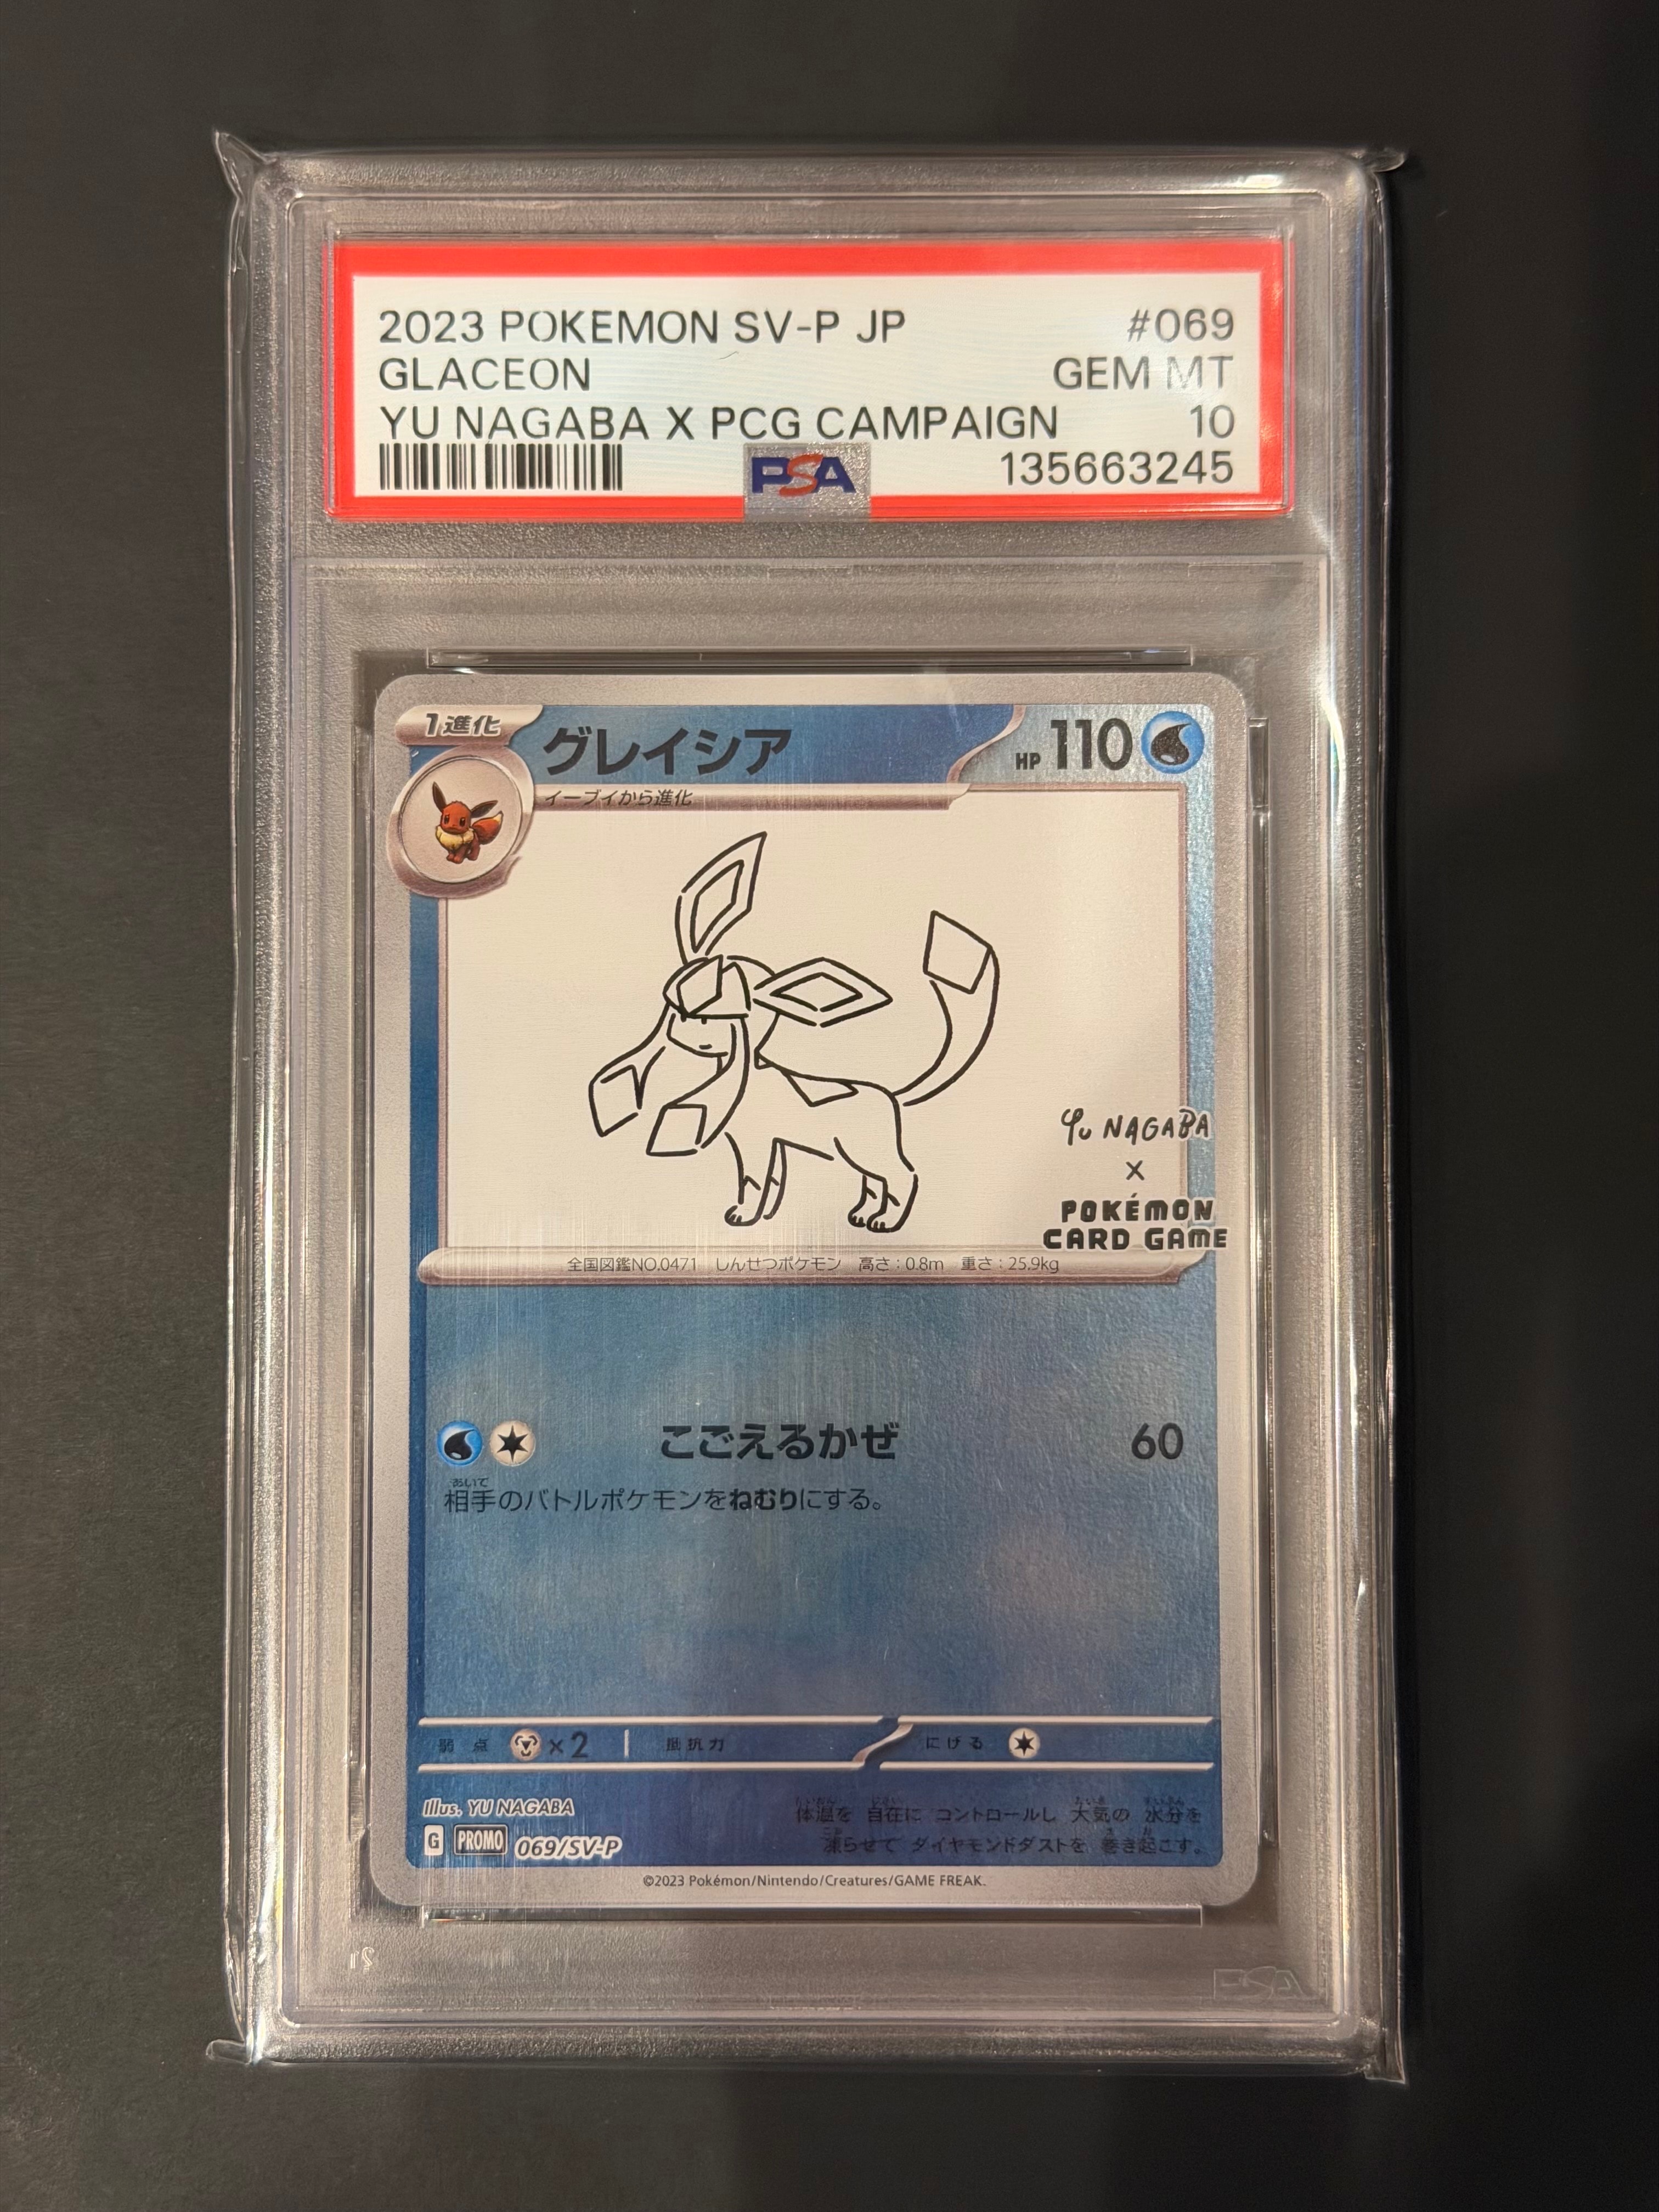 2023 POKEMON SV-P JP #069
GLACEON GEM MT
YU NAGABA X PCG CAMPAIGN 10
PSA 135663245
1進化 グレイシア HP 110
イーブイから進化
YU NAGABA
X
POKÉMON
CARD GAME
全国図鑑NO.0471 しんせつポケモン 高さ:0.8m 重さ:25.9kg
こごえるかぜ 60
あいて
相手のバトルポケモンをねむりにする。
弱点 ×2 抵抗力 にげる
Illus. YU NAGABA
体温を 自在に コントロールし 大気の 水分を
G PROMO 069/SV-P
凍らせて ダイヤモンドダストを 巻き起こす。
©2023 Pokémon/Nintendo/Creatures/GAME FREAK.
PSA